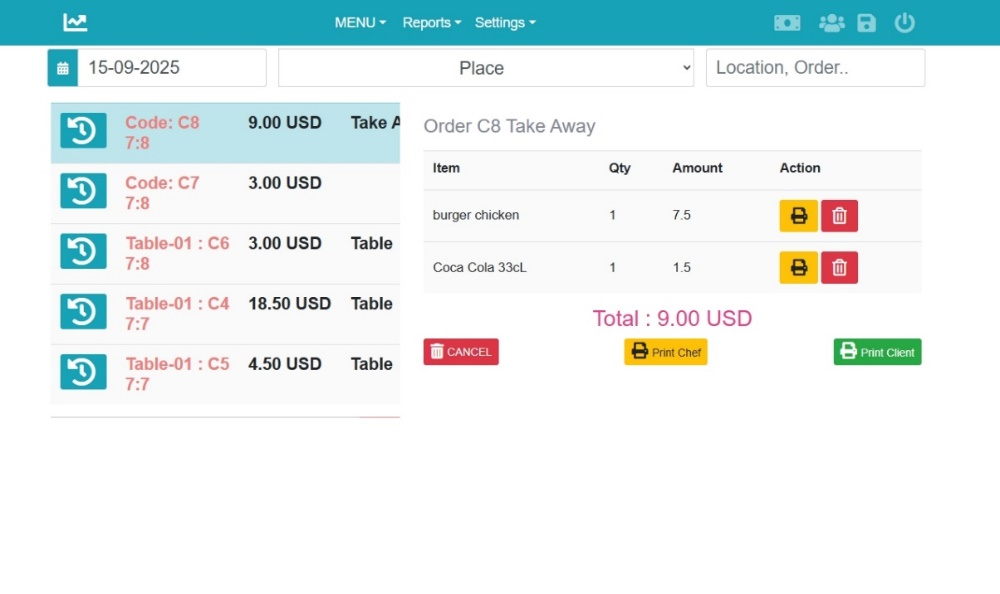 MENU Reports Settings
15-09-2025 Place Location, Order..
Code: C8 9.00 USD Take A
7:8
Code: C7 3.00 USD
7:8
Table-01 : C6 3.00 USD Table
7:8
Table-01 : C4 18.50 USD Table
7:7
Table-01 : C5 4.50 USD Table
7:7
Order C8 Take Away
Item Qty Amount Action
burger chicken 1 7.5
Coca Cola 33cL 1 1.5
Total : 9.00 USD
CANCEL Print Chef Print Client